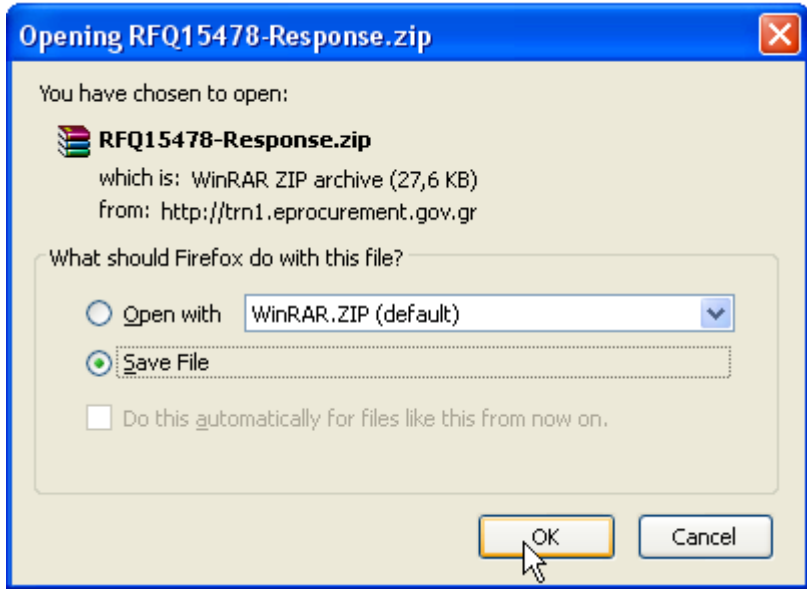 Opening RFQ15478-Response.zip
You have chosen to open:
RFQ15478-Response.zip
which is: WinRAR ZIP archive (27,6 KB)
from: http://trn1.eprocurement.gov.gr
What should Firefox do with this file?
Open with WinRAR.ZIP (default)
Save File
Do this automatically for files like this from now on.
OK Cancel